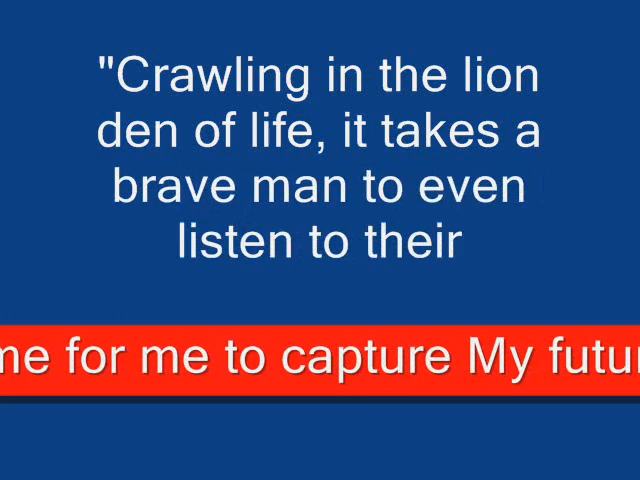 "Crawling in the lion
den of life, it takes a
brave man to even
listen to their
me for me to capture My futur